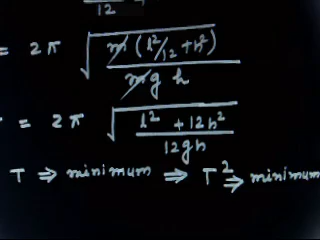 12
= 2π √(m(l²/12 + h²) / mgh)
= 2π √(l² + 12h² / 12gh)
T ⇒ minimum ⇒ T² ⇒ minimum